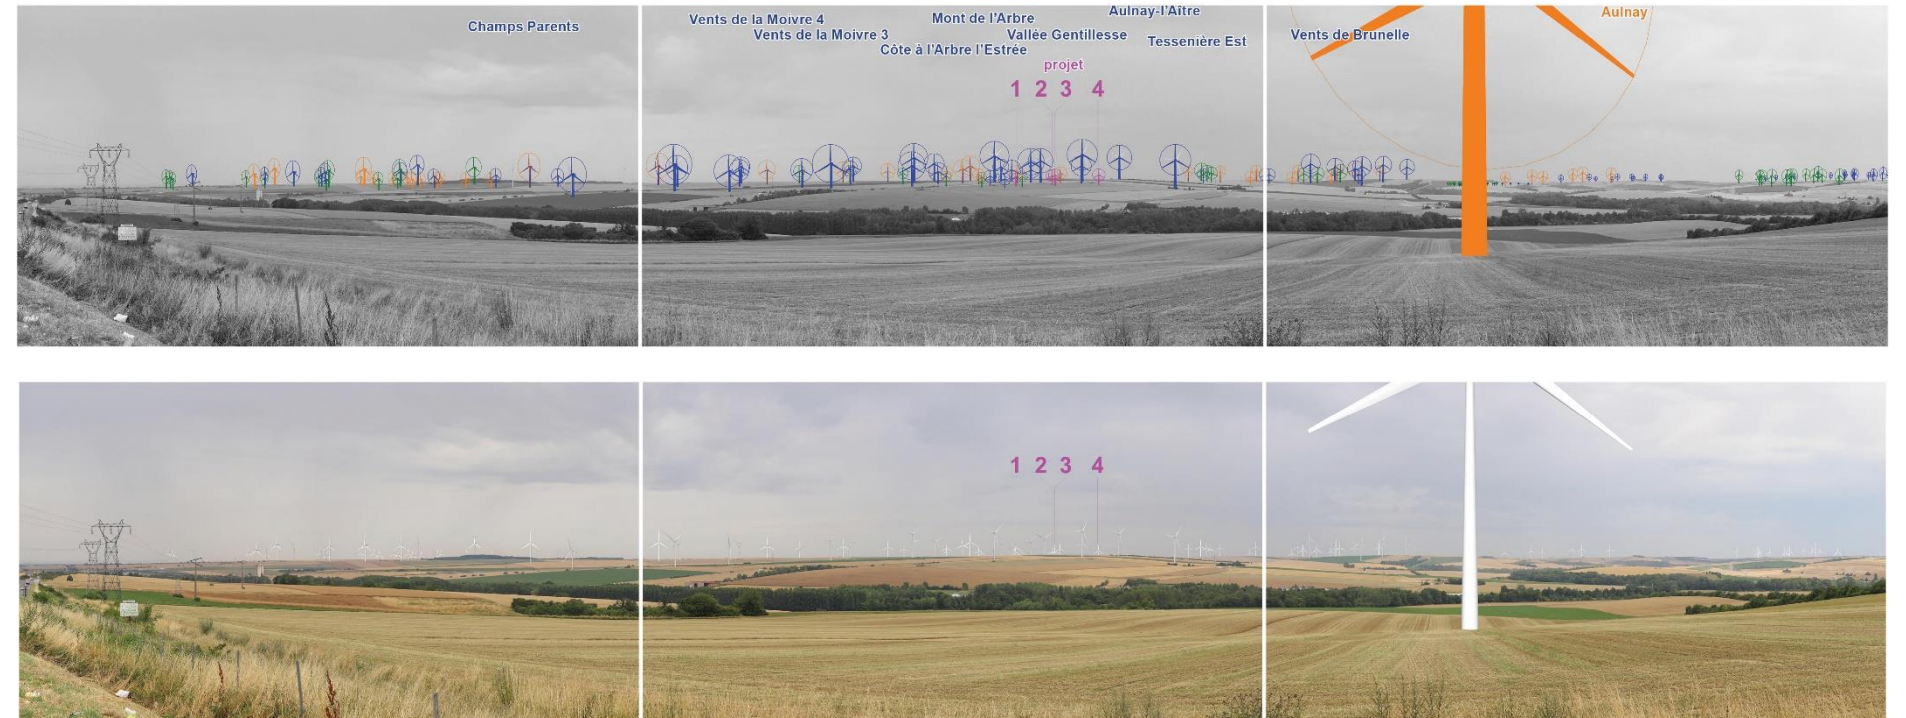 Champs Parents
Vents de la Moivre 4
Vents de la Moivre 3
Mont de l'Arbre
Côte à l'Arbre l'Estrée
Aulnay-l'Aître
Vallée Gentillesse
Tessenière Est
projet
1 2 3 4
Vents de Brunelle
Aulnay
1 2 3 4